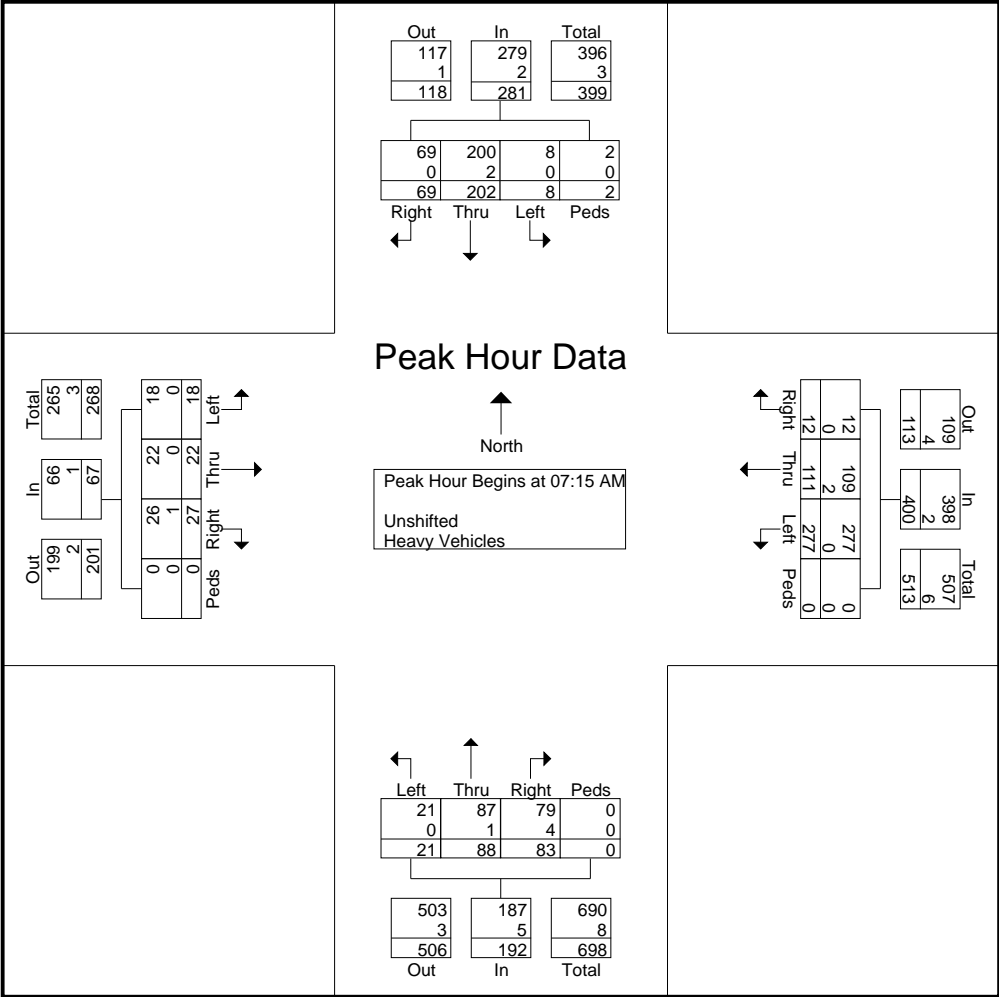 Out In Total
117 279 396
1 2 3
118 281 399
69 200 8 2
0 2 0 0
69 202 8 2
Right Thru Left Peds
Peak Hour Data
North
Peak Hour Begins at 07:15 AM
Unshifted
Heavy Vehicles
Total In Out
265 66 199
3 1 2
268 67 201
18 22 26 0
0 0 1 0
18 22 27 0
Left Thru Right Peds
Out In Total
109 398 507
4 2 6
113 400 513
12 109 277 0
0 2 0 0
12 111 277 0
Right Thru Left Peds
Left Thru Right Peds
21 87 79 0
0 1 4 0
21 88 83 0
503 187 690
3 5 8
506 192 698
Out In Total